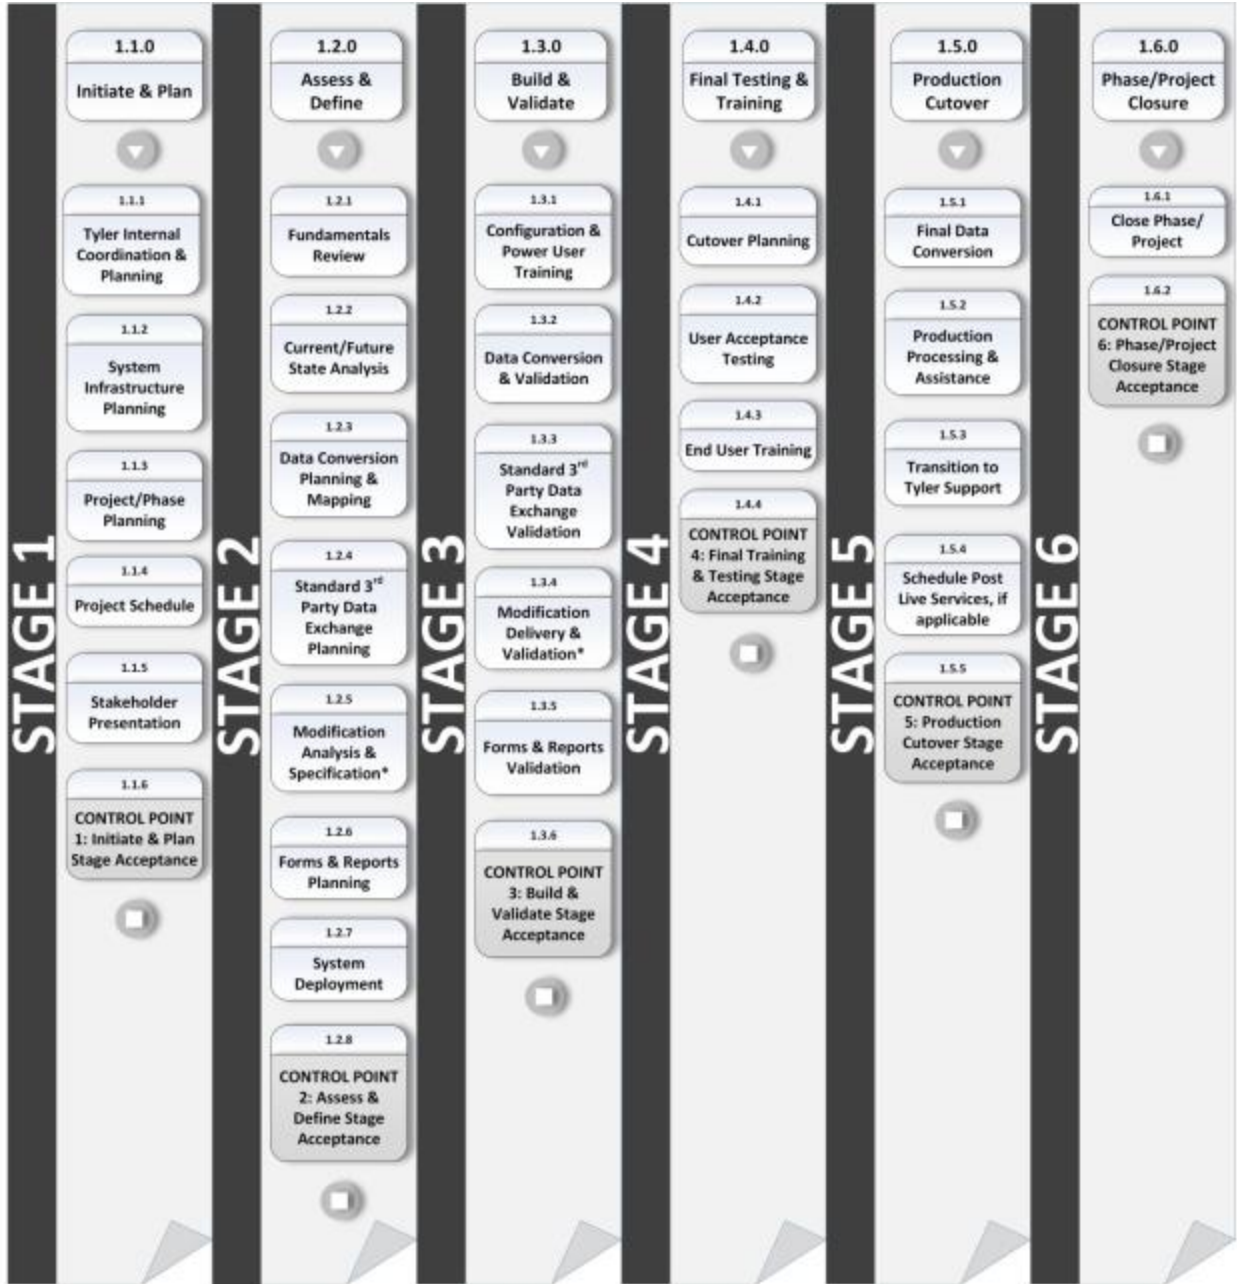 STAGE 1
1.1.0
Initiate & Plan
1.1.1
Tyler Internal
Coordination &
Planning
1.1.2
System
Infrastructure
Planning
1.1.3
Project/Phase
Planning
1.1.4
Project Schedule
1.1.5
Stakeholder
Presentation
1.1.6
CONTROL POINT
1: Initiate & Plan
Stage Acceptance
STAGE 2
1.2.0
Assess &
Define
1.2.1
Fundamentals
Review
1.2.2
Current/Future
State Analysis
1.2.3
Data Conversion
Planning &
Mapping
1.2.4
Standard 3rd
Party Data
Exchange
Planning
1.2.5
Modification
Analysis &
Specification*
1.2.6
Forms & Reports
Planning
1.2.7
System
Deployment
1.2.8
CONTROL POINT
2: Assess &
Define Stage
Acceptance
STAGE 3
1.3.0
Build &
Validate
1.3.1
Configuration &
Power User
Training
1.3.2
Data Conversion
& Validation
1.3.3
Standard 3rd
Party Data
Exchange
Validation
1.3.4
Modification
Delivery &
Validation*
1.3.5
Forms & Reports
Validation
1.3.6
CONTROL POINT
3: Build &
Validate Stage
Acceptance
STAGE 4
1.4.0
Final Testing &
Training
1.4.1
Cutover Planning
1.4.2
User Acceptance
Testing
1.4.3
End User Training
1.4.4
CONTROL POINT
4: Final Training
& Testing Stage
Acceptance
STAGE 5
1.5.0
Production
Cutover
1.5.1
Final Data
Conversion
1.5.2
Production
Processing &
Assistance
1.5.3
Transition to
Tyler Support
1.5.4
Schedule Post
Live Services, if
applicable
1.5.5
CONTROL POINT
5: Production
Cutover Stage
Acceptance
STAGE 6
1.6.0
Phase/Project
Closure
1.6.1
Close Phase/
Project
1.6.2
CONTROL POINT
6: Phase/Project
Closure Stage
Acceptance